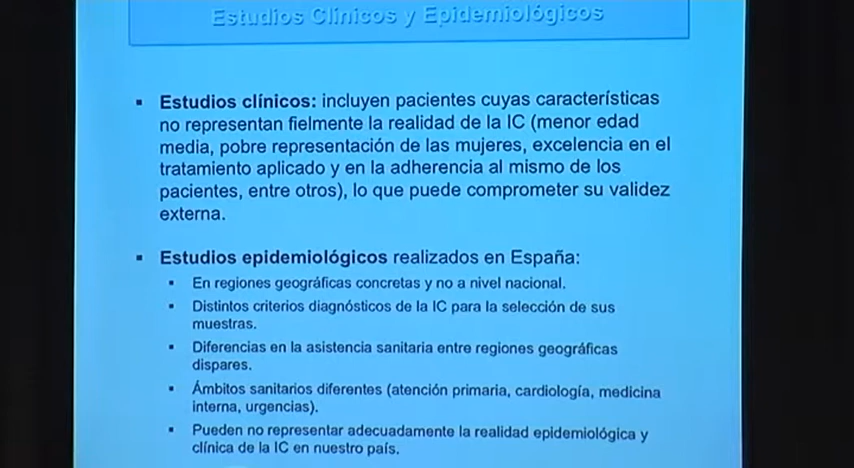 Estudios Clínicos y Epidemiológicos
▪ Estudios clínicos: incluyen pacientes cuyas características
no representan fielmente la realidad de la IC (menor edad
media, pobre representación de las mujeres, excelencia en el
tratamiento aplicado y en la adherencia al mismo de los
pacientes, entre otros), lo que puede comprometer su validez
externa.
▪ Estudios epidemiológicos realizados en España:
▪ En regiones geográficas concretas y no a nivel nacional.
▪ Distintos criterios diagnósticos de la IC para la selección de sus
muestras.
▪ Diferencias en la asistencia sanitaria entre regiones geográficas
dispares.
▪ Ámbitos sanitarios diferentes (atención primaria, cardiología, medicina
interna, urgencias).
▪ Pueden no representar adecuadamente la realidad epidemiológica y
clínica de la IC en nuestro país.